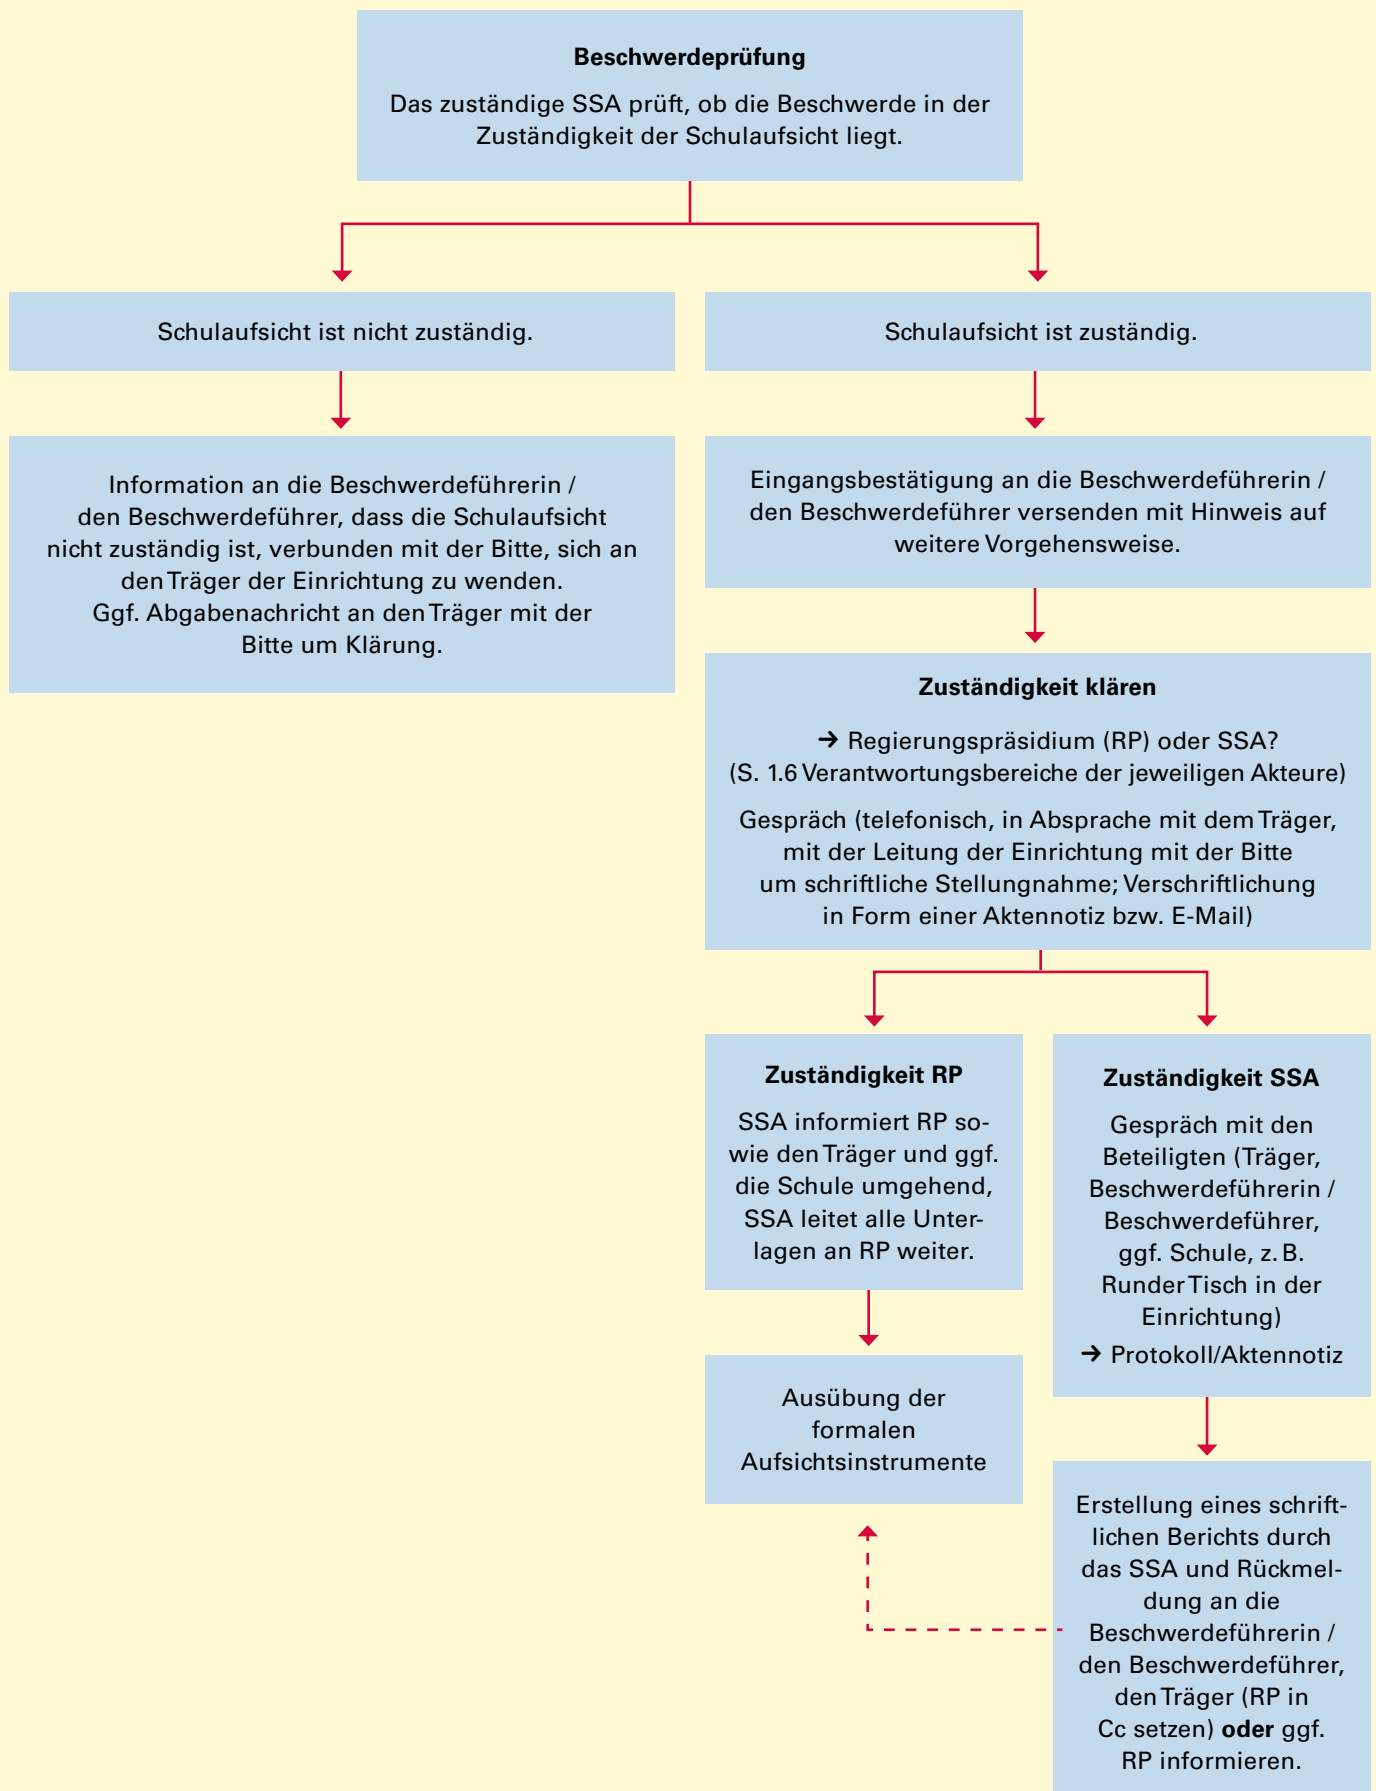 Beschwerdeprüfung
Das zuständige SSA prüft, ob die Beschwerde in der
Zuständigkeit der Schulaufsicht liegt.
Schulaufsicht ist nicht zuständig.
Information an die Beschwerdeführerin /
den Beschwerdeführer, dass die Schulaufsicht
nicht zuständig ist, verbunden mit der Bitte, sich an
den Träger der Einrichtung zu wenden.
Ggf. Abgabenachricht an den Träger mit der
Bitte um Klärung.
Schulaufsicht ist zuständig.
Eingangsbestätigung an die Beschwerdeführerin /
den Beschwerdeführer versenden mit Hinweis auf
weitere Vorgehensweise.
Zuständigkeit klären
→ Regierungspräsidium (RP) oder SSA?
(S. 1.6 Verantwortungsbereiche der jeweiligen Akteure)
Gespräch (telefonisch, in Absprache mit dem Träger,
mit der Leitung der Einrichtung mit der Bitte
um schriftliche Stellungnahme; Verschriftlichung
in Form einer Aktennotiz bzw. E-Mail)
Zuständigkeit RP
SSA informiert RP so-
wie den Träger und ggf.
die Schule umgehend,
SSA leitet alle Unter-
lagen an RP weiter.
Ausübung der
formalen
Aufsichtsinstrumente
Zuständigkeit SSA
Gespräch mit den
Beteiligten (Träger,
Beschwerdeführerin /
Beschwerdeführer,
ggf. Schule, z. B.
Runder Tisch in der
Einrichtung)
→ Protokoll/Aktennotiz
Erstellung eines schrift-
lichen Berichts durch
das SSA und Rückmel-
dung an die
Beschwerdeführerin /
den Beschwerdeführer,
den Träger (RP in
Cc setzen) oder ggf.
RP informieren.